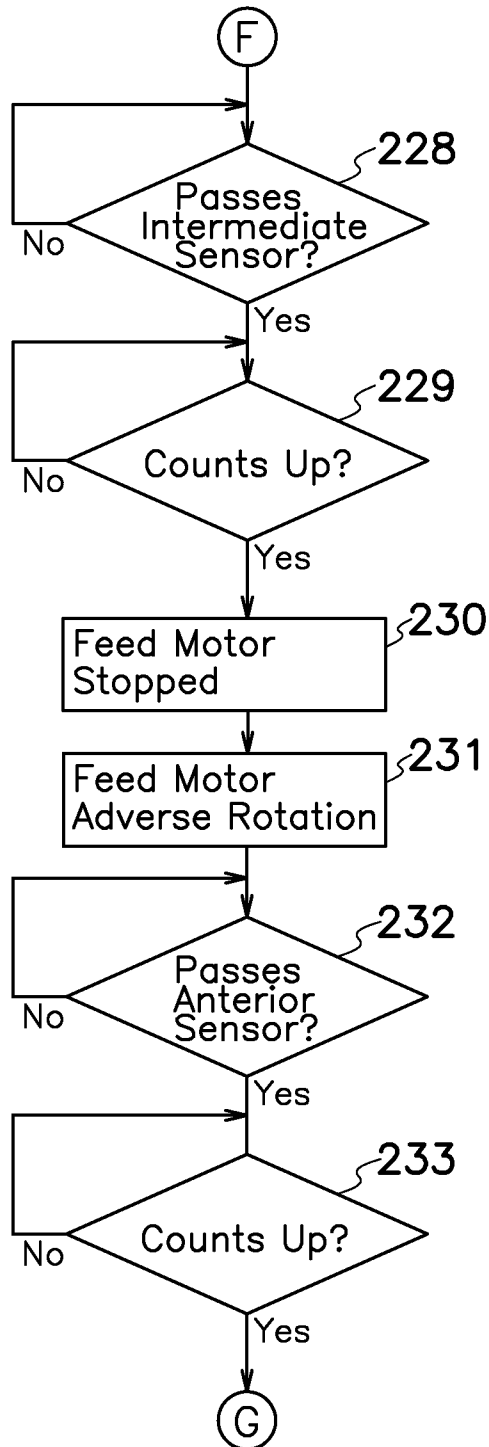 F
228
Passes
Intermediate
Sensor?
No
Yes
229
Counts Up?
No
Yes
230
Feed Motor
Stopped
231
Feed Motor
Adverse Rotation
232
Passes
Anterior
Sensor?
No
Yes
233
Counts Up?
No
Yes
G